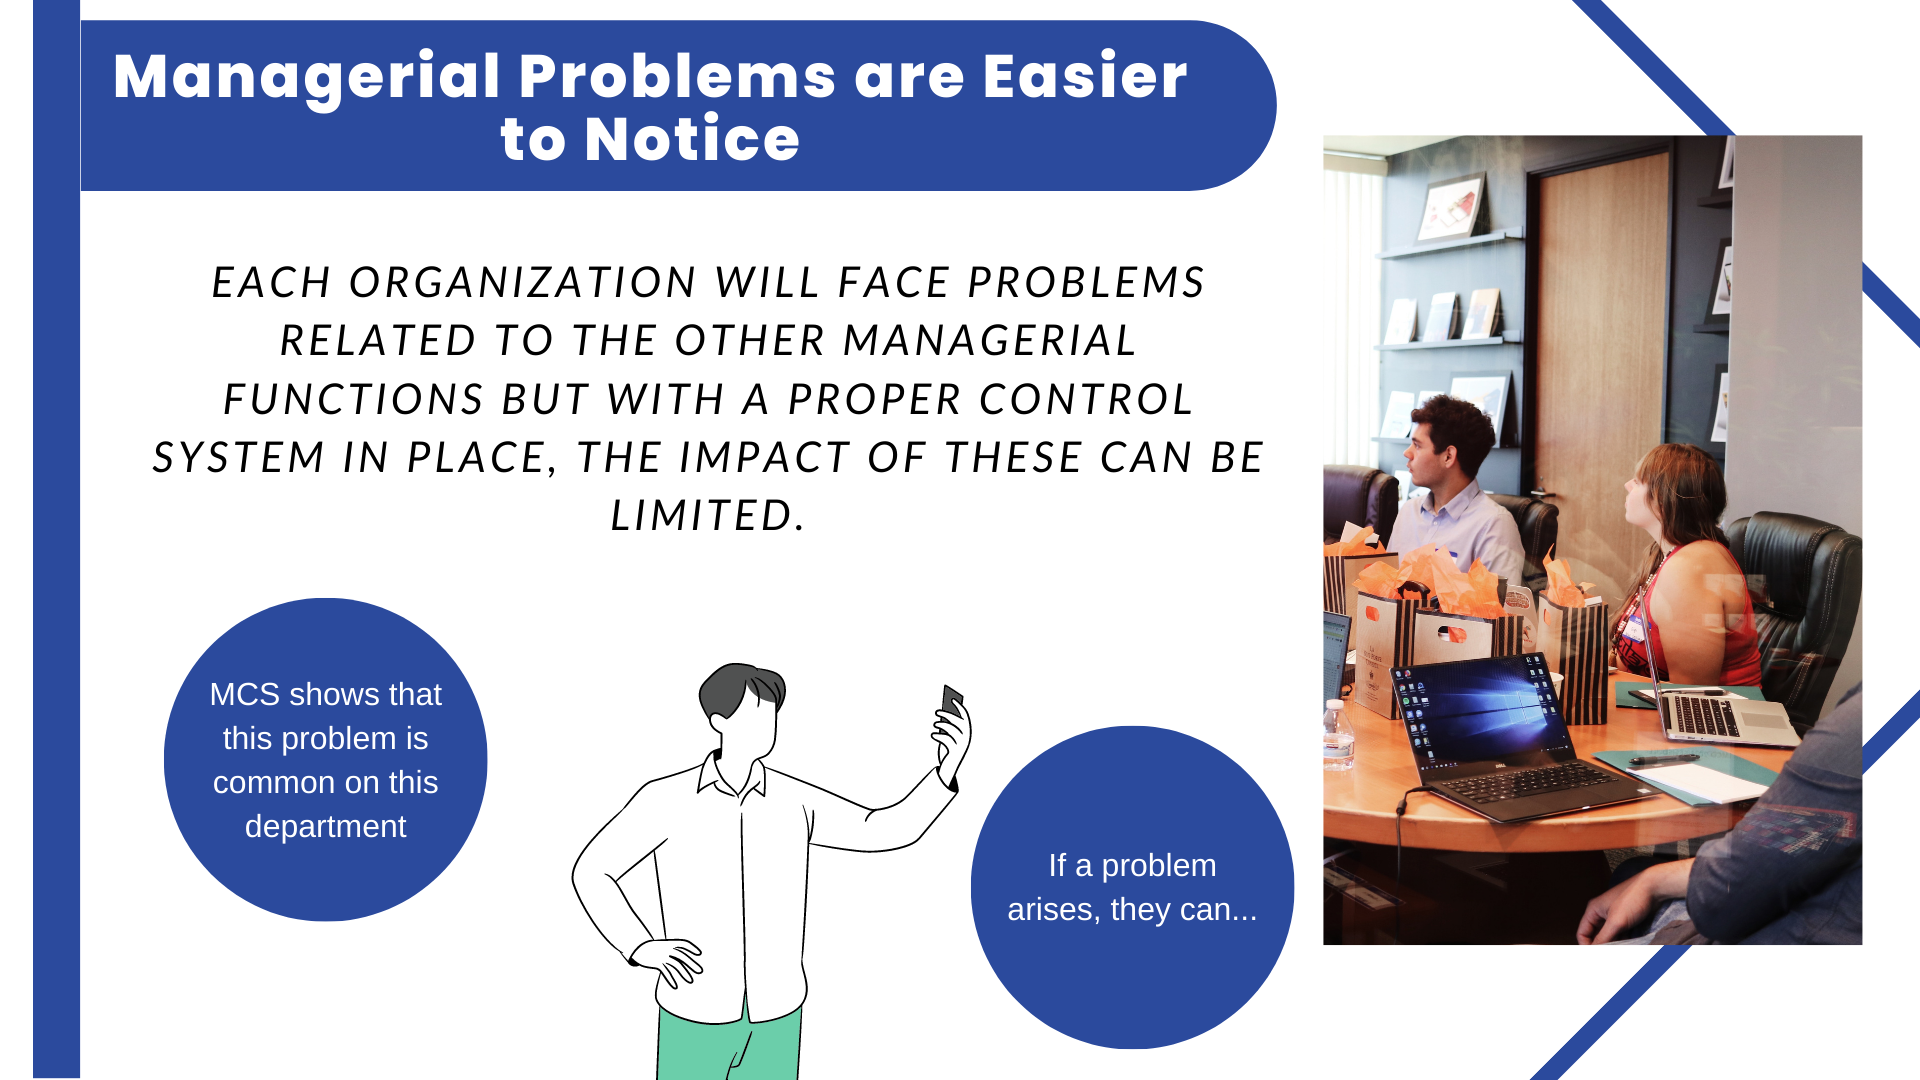 Managerial Problems are Easier
to Notice
EACH ORGANIZATION WILL FACE PROBLEMS
RELATED TO THE OTHER MANAGERIAL
FUNCTIONS BUT WITH A PROPER CONTROL
SYSTEM IN PLACE, THE IMPACT OF THESE CAN BE
LIMITED.
MCS shows that
this problem is
common on this
department
If a problem
arises, they can...
DELL